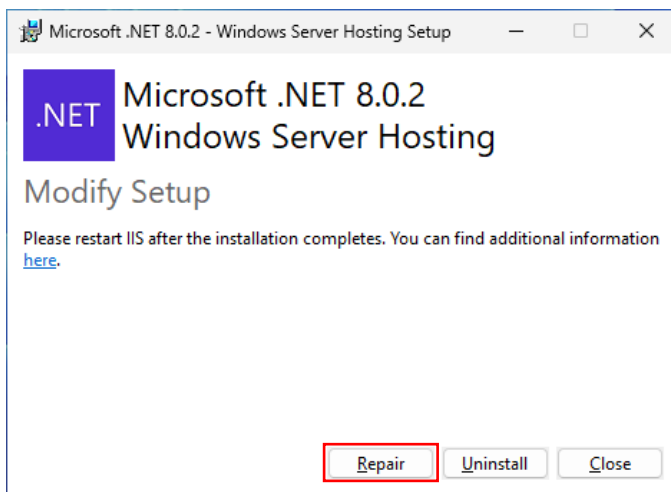 Microsoft .NET 8.0.2 - Windows Server Hosting Setup
.NET
Microsoft .NET 8.0.2
Windows Server Hosting
Modify Setup
Please restart IIS after the installation completes. You can find additional information
here.
Repair Uninstall Close